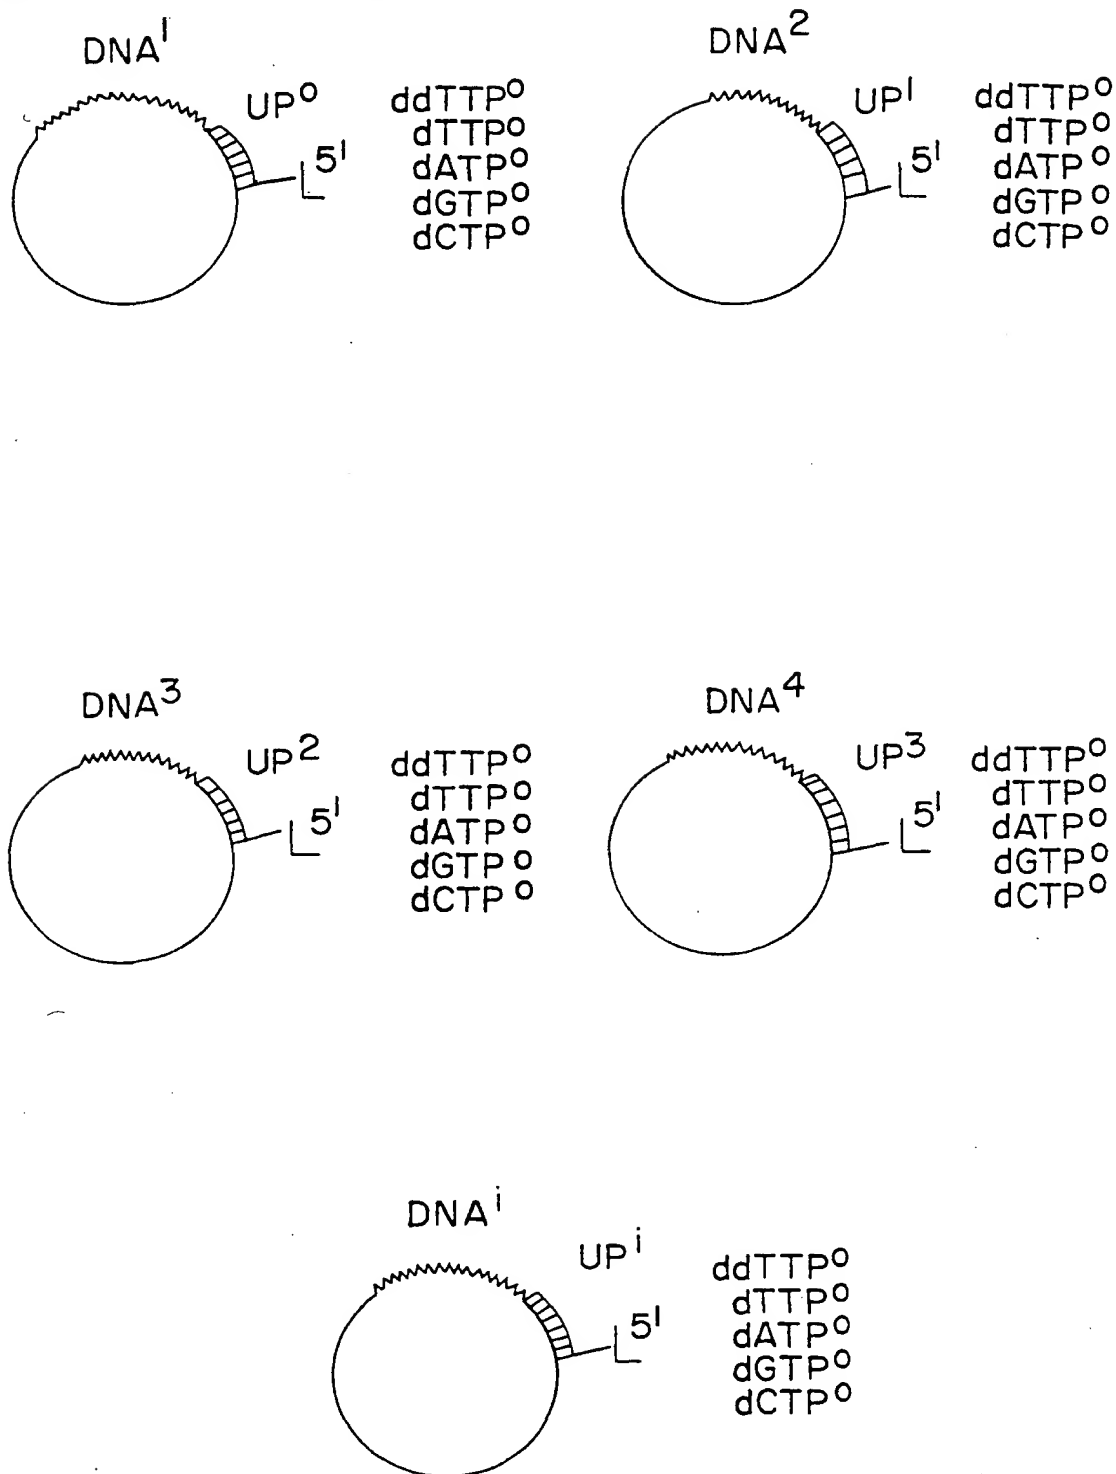 DNA¹
UP⁰
5'
L
ddTTP⁰
dTTP⁰
dATP⁰
dGTP⁰
dCTP⁰
DNA²
UP¹
5'
L
ddTTP⁰
dTTP⁰
dATP⁰
dGTP⁰
dCTP⁰
DNA³
UP²
5'
L
ddTTP⁰
dTTP⁰
dATP⁰
dGTP⁰
dCTP⁰
DNA⁴
UP³
5'
L
ddTTP⁰
dTTP⁰
dATP⁰
dGTP⁰
dCTP⁰
DNAⁱ
UPⁱ
5'
L
ddTTP⁰
dTTP⁰
dATP⁰
dGTP⁰
dCTP⁰